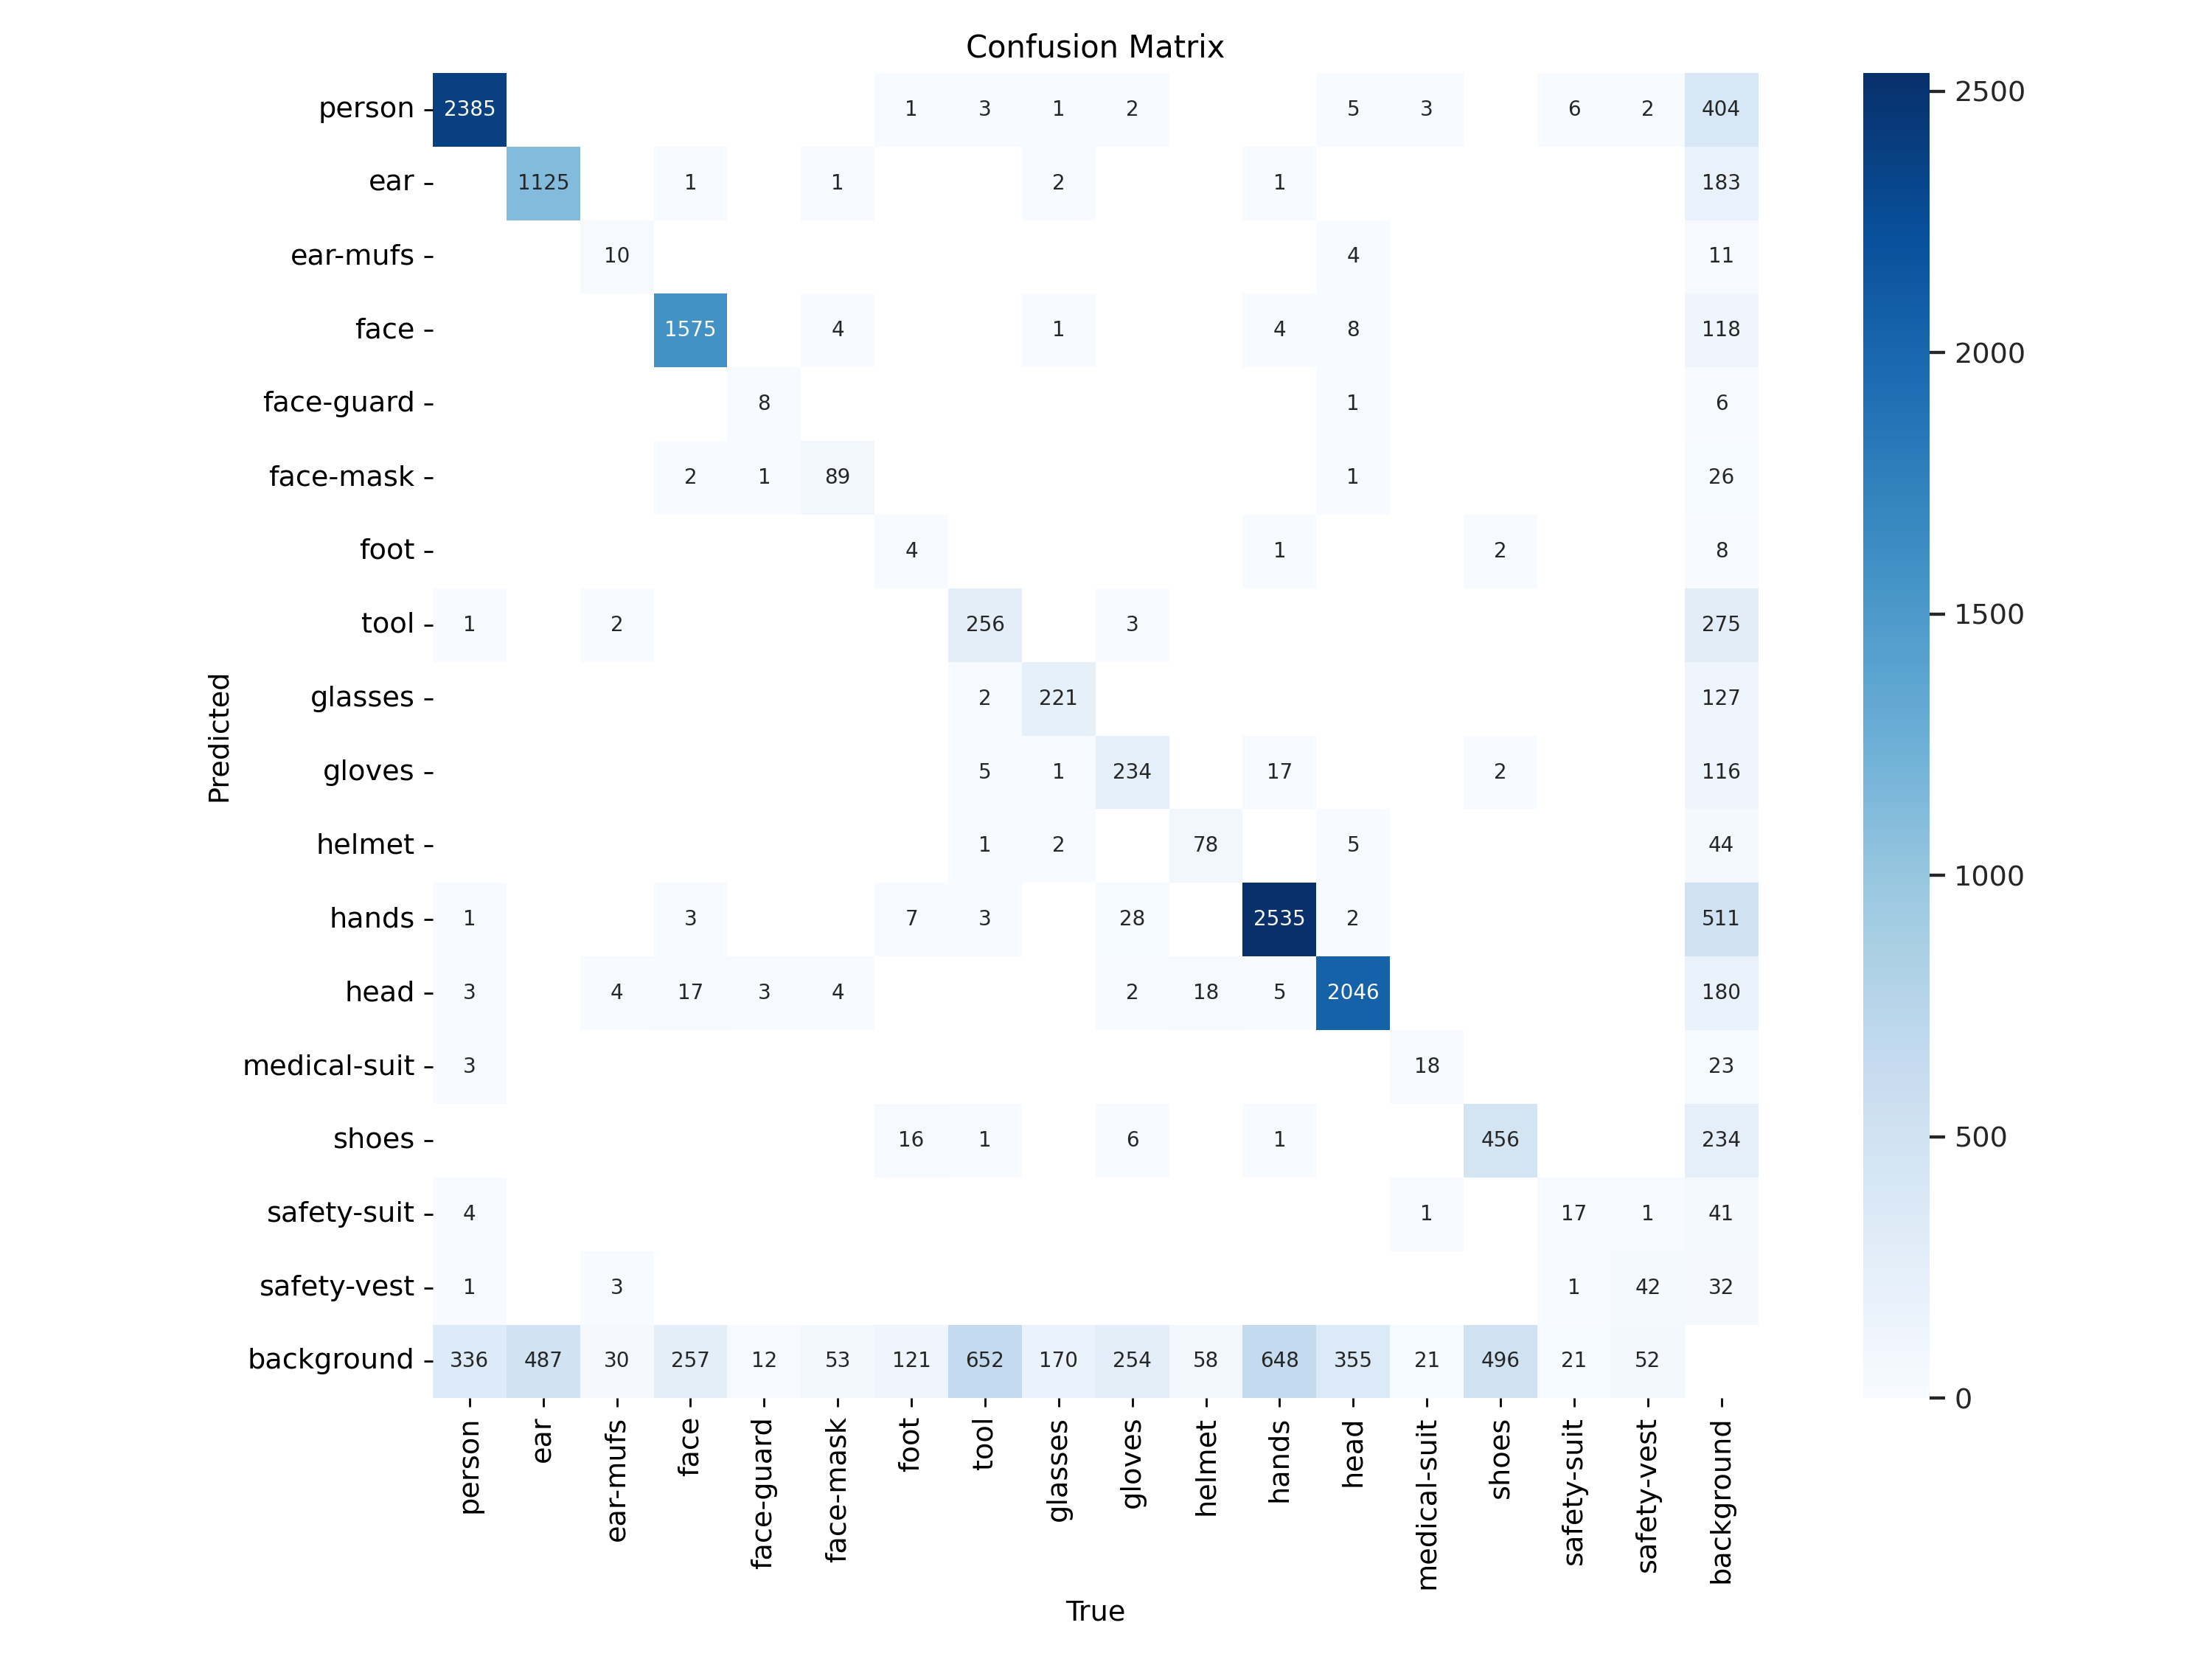 Confusion Matrix
person 2385 1 3 1 2 5 3 6 2 404
ear 1125 1 1 2 1 183
ear-mufs 10 4 11
face 1575 4 1 4 8 118
face-guard 8 1 6
face-mask 2 1 89 1 26
foot 4 1 2 8
tool 1 2 256 3 275
glasses 2 221 127
gloves 5 1 234 17 2 116
helmet 1 2 78 5 44
hands 1 3 7 3 28 2535 2 511
head 3 4 17 3 4 2 18 5 2046 180
medical-suit 3 18 23
shoes 16 1 6 1 456 234
safety-suit 4 1 17 1 41
safety-vest 1 3 1 42 32
background 336 487 30 257 12 53 121 652 170 254 58 648 355 21 496 21 52
person ear ear-mufs face face-guard face-mask foot tool glasses gloves helmet hands head medical-suit shoes safety-suit safety-vest background
True
Predicted
2500
2000
1500
1000
500
0